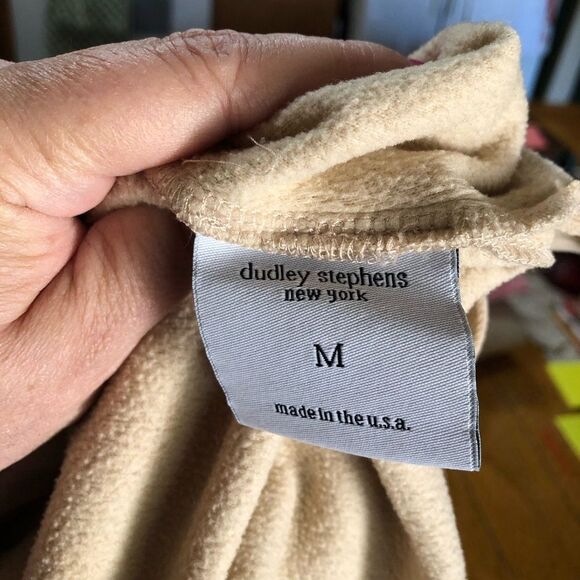 dudley stephens
new york
M
made in the u.s.a.